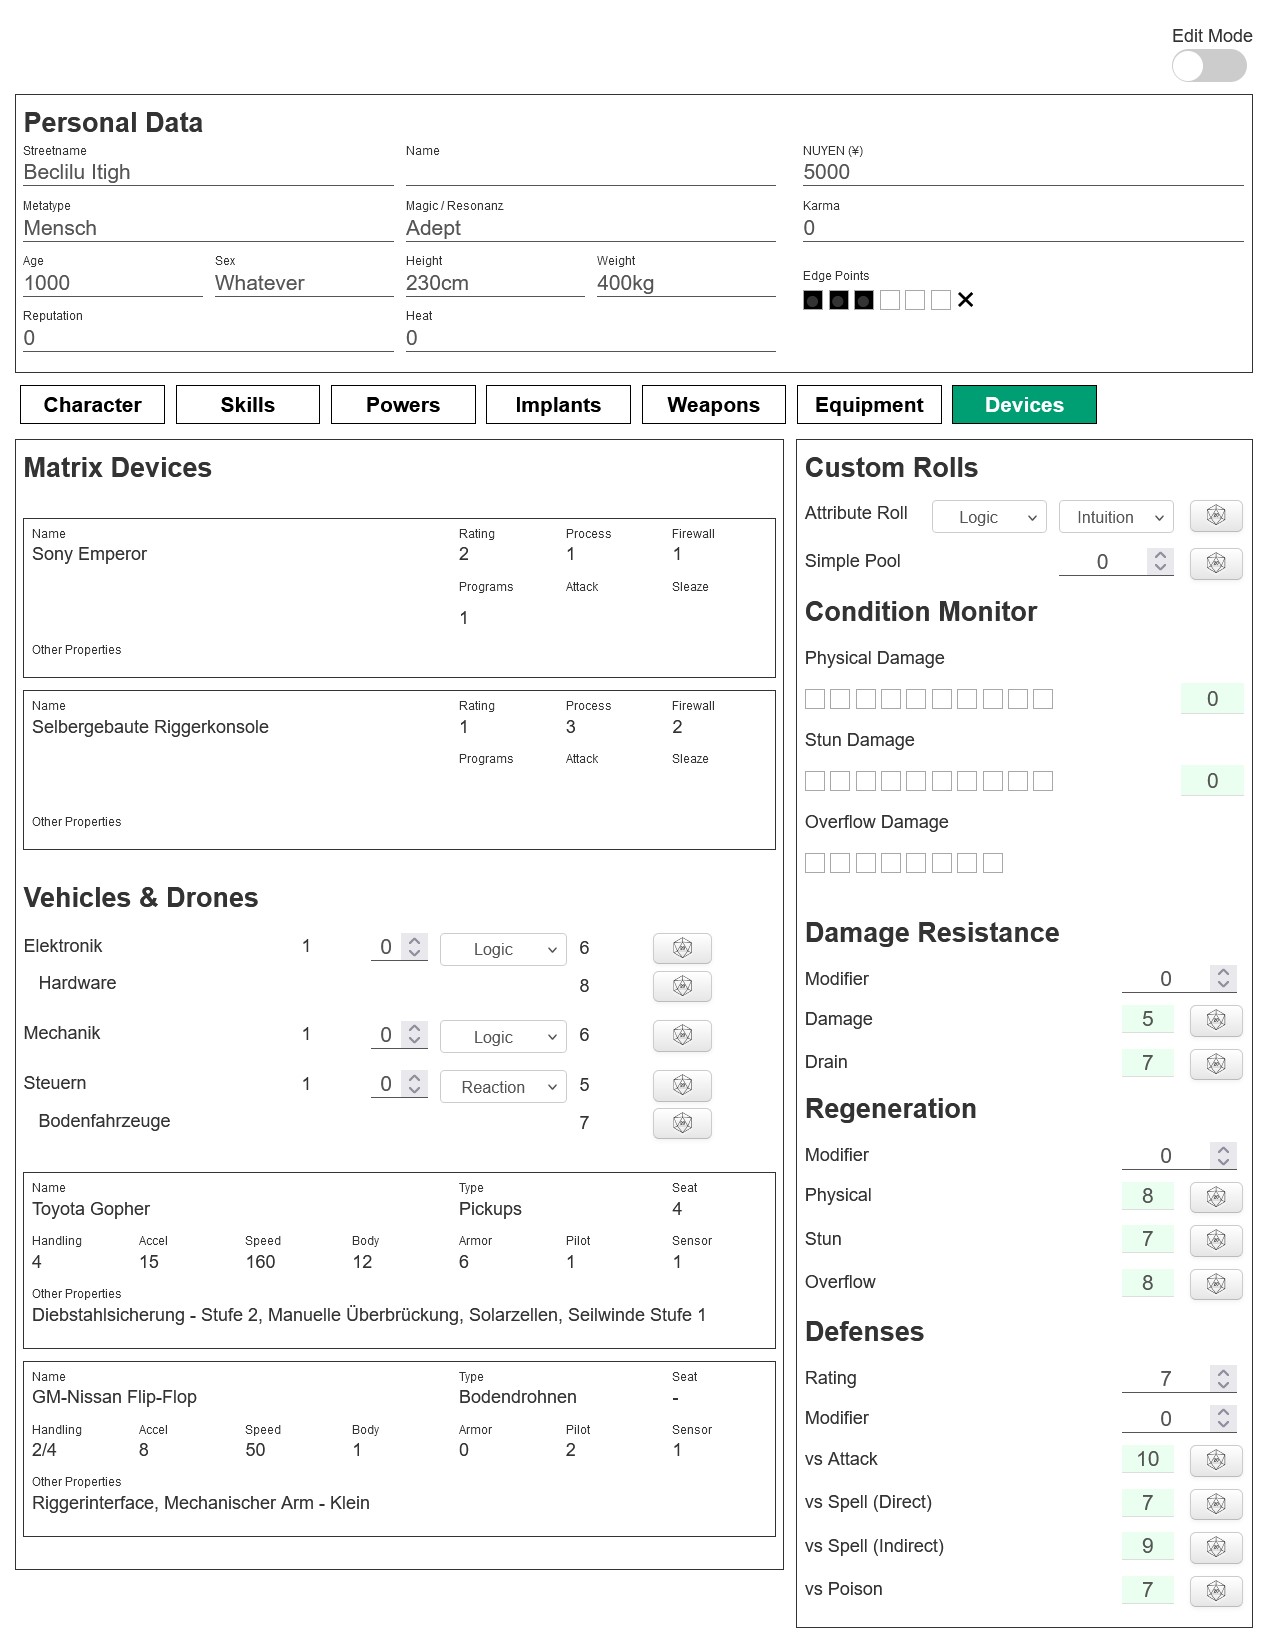 Edit Mode
Personal Data
Streetname Name NUYEN (¥)
Beclilu Itigh 5000
Metatype Magic / Resonanz Karma
Mensch Adept 0
Age Sex Height Weight
1000 Whatever 230cm 400kg
Edge Points
Reputation Heat
0 0
Character Skills Powers Implants Weapons Equipment Devices
Matrix Devices
Name Rating Process Firewall
Sony Emperor 2 1 1
Programs Attack Sleaze
1
Other Properties
Name Rating Process Firewall
Selbergebaute Riggerkonsole 1 3 2
Programs Attack Sleaze
Other Properties
Vehicles & Drones
Elektronik 1 0 Logic 6
Hardware 8
Mechanik 1 0 Logic 6
Steuern 1 0 Reaction 5
Bodenfahrzeuge 7
Name Type Seat
Toyota Gopher Pickups 4
Handling Accel Speed Body Armor Pilot Sensor
4 15 160 12 6 1 1
Other Properties
Diebstahlsicherung - Stufe 2, Manuelle Überbrückung, Solarzellen, Seilwinde Stufe 1
Name Type Seat
GM-Nissan Flip-Flop Bodendrohnen -
Handling Accel Speed Body Armor Pilot Sensor
2/4 8 50 1 0 2 1
Other Properties
Riggerinterface, Mechanischer Arm - Klein
Custom Rolls
Attribute Roll Logic Intuition
Simple Pool 0
Condition Monitor
Physical Damage
0
Stun Damage
0
Overflow Damage
Damage Resistance
Modifier 0
Damage 5
Drain 7
Regeneration
Modifier 0
Physical 8
Stun 7
Overflow 8
Defenses
Rating 7
Modifier 0
vs Attack 10
vs Spell (Direct) 7
vs Spell (Indirect) 9
vs Poison 7